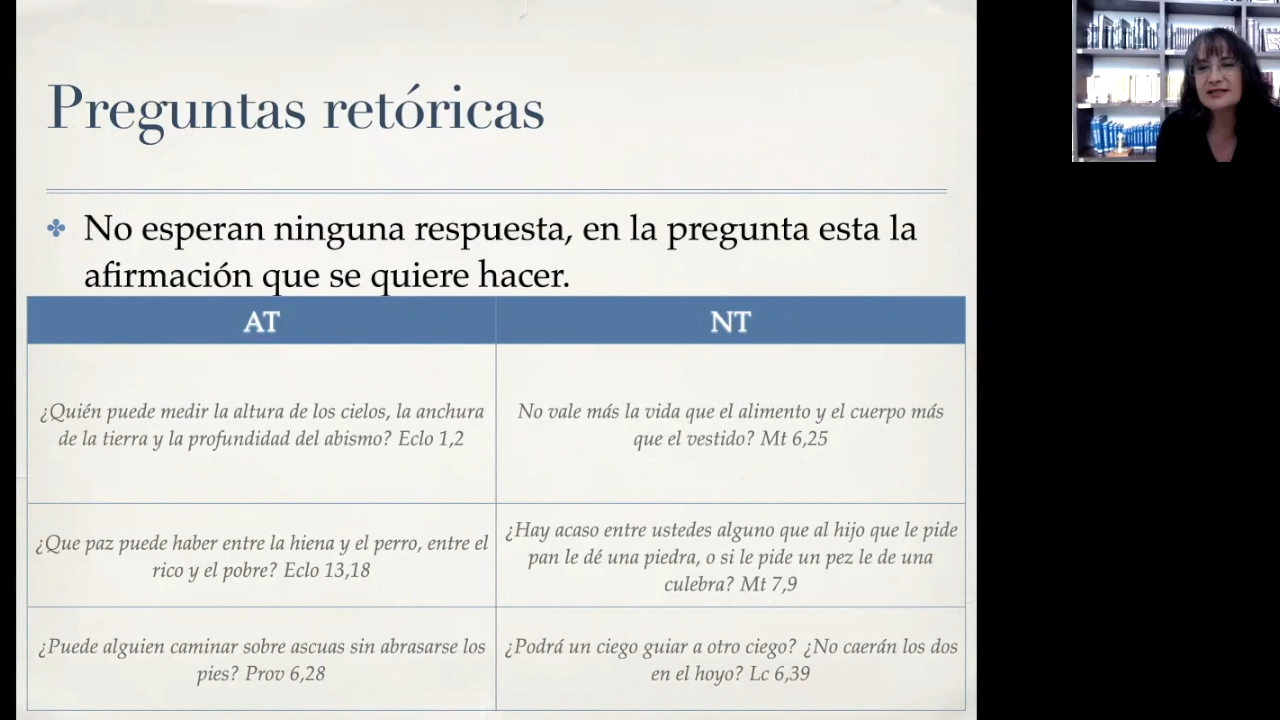 Preguntas retóricas
No esperan ninguna respuesta, en la pregunta esta la
afirmación que se quiere hacer.
AT
NT
¿Quién puede medir la altura de los cielos, la anchura
de la tierra y la profundidad del abismo? Eclo 1,2
No vale más la vida que el alimento y el cuerpo más
que el vestido? Mt 6,25
¿Que paz puede haber entre la hiena y el perro, entre el
rico y el pobre? Eclo 13,18
¿Hay acaso entre ustedes alguno que al hijo que le pide
pan le dé una piedra, o si le pide un pez le de una
culebra? Mt 7,9
¿Puede alguien caminar sobre ascuas sin abrasarse los
pies? Prov 6,28
¿Podrá un ciego guiar a otro ciego? ¿No caerán los dos
en el hoyo? Lc 6,39